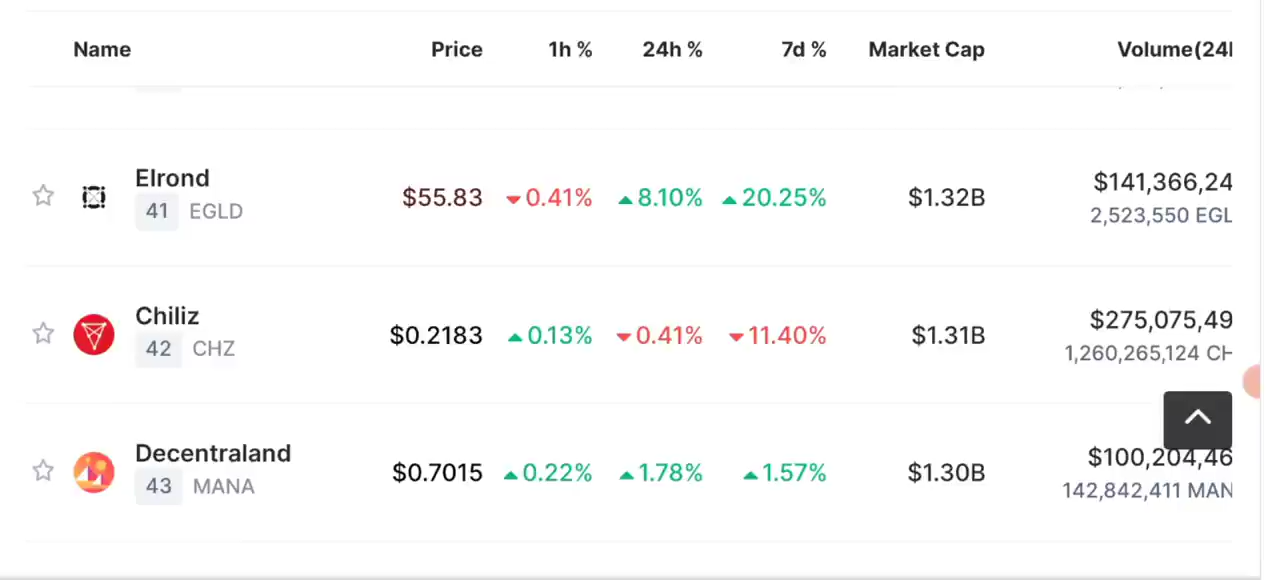 Name Price 1h % 24h % 7d % Market Cap Volume(24
Elrond
41 EGLD $55.83 0.41% 8.10% 20.25% $1.32B $141,366,24
2,523,550 EGL
Chiliz
42 CHZ $0.2183 0.13% 0.41% 11.40% $1.31B $275,075,49
1,260,265,124 CH
Decentraland
43 MANA $0.7015 0.22% 1.78% 1.57% $1.30B $100,204,46
142,842,411 MAN